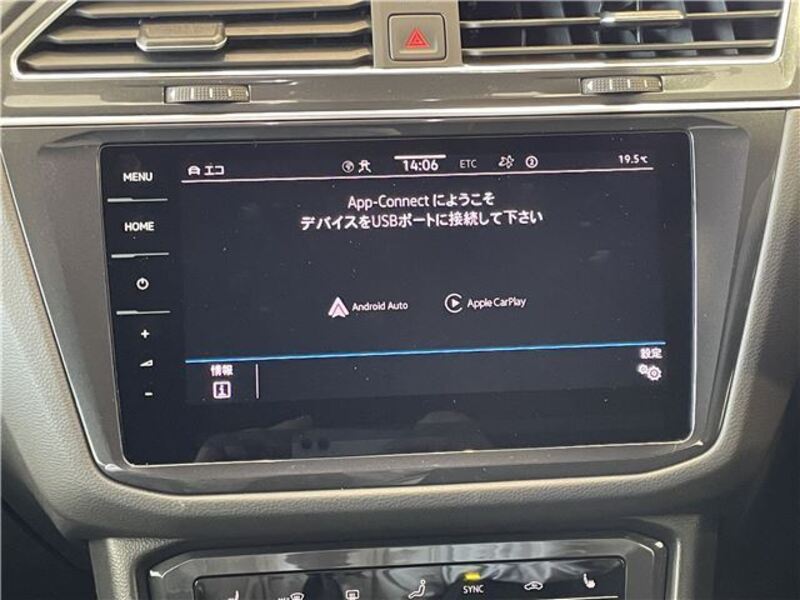 MENU
エコ
14:06
ETC
19.5℃
HOME
App-Connect にようこそ
デバイスをUSBポートに接続して下さい
Android Auto
Apple CarPlay
+
-
情報
設定
SYNC